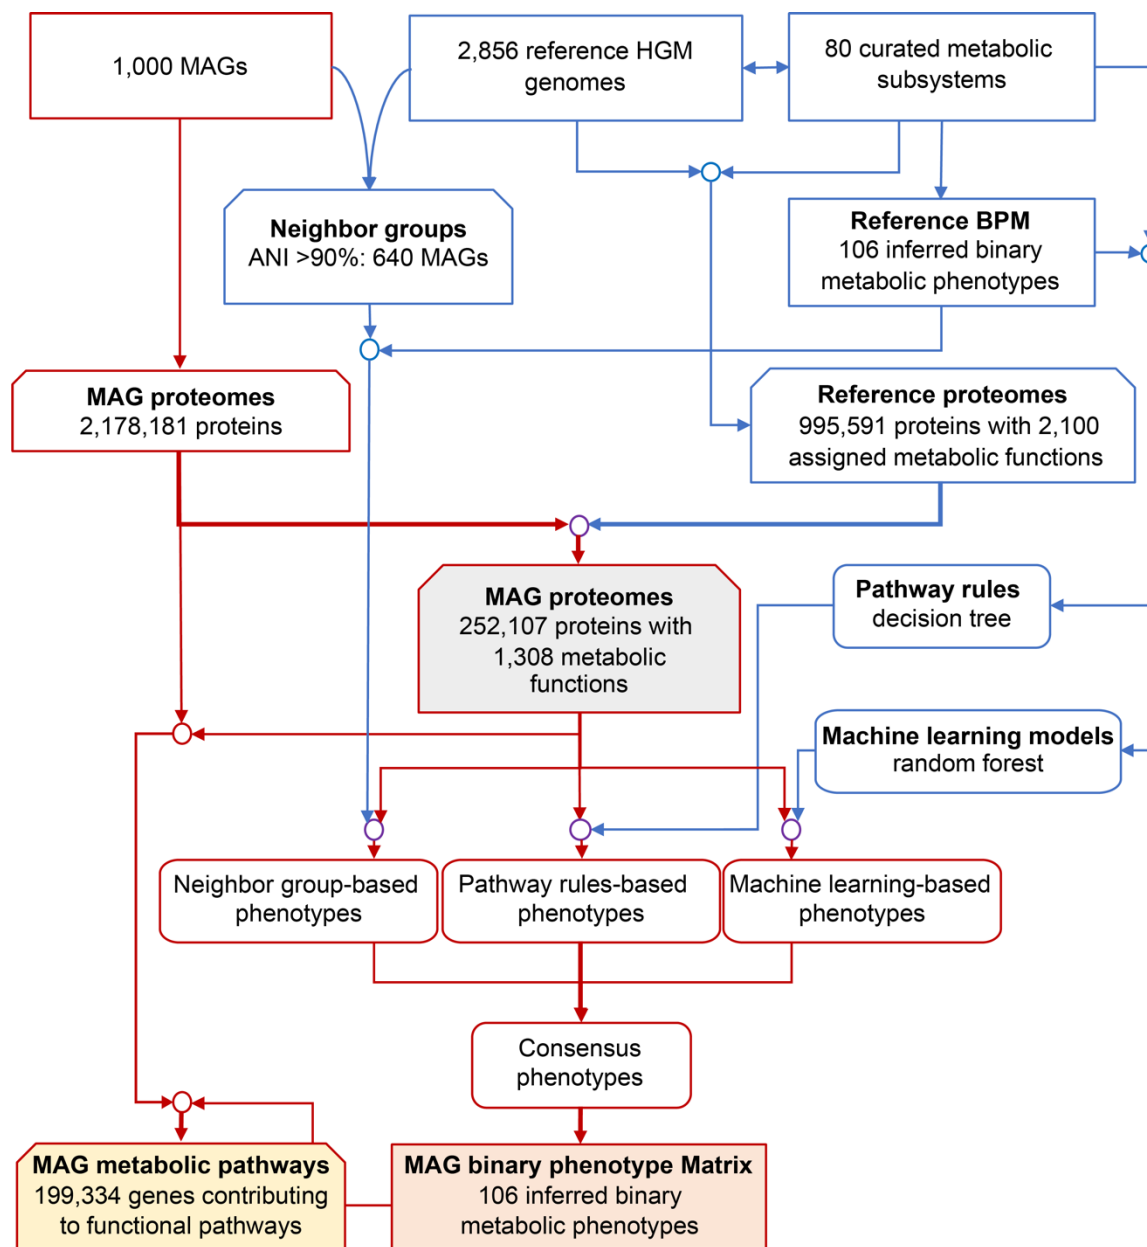 1,000 MAGs
2,856 reference HGM
genomes
80 curated metabolic
subsystems
Neighbor groups
ANI >90%: 640 MAGs
Reference BPM
106 inferred binary
metabolic phenotypes
MAG proteomes
2,178,181 proteins
Reference proteomes
995,591 proteins with 2,100
assigned metabolic functions
MAG proteomes
252,107 proteins with
1,308 metabolic
functions
Pathway rules
decision tree
Machine learning models
random forest
Neighbor group-based
phenotypes
Pathway rules-based
phenotypes
Machine learning-based
phenotypes
Consensus
phenotypes
MAG metabolic pathways
199,334 genes contributing
to functional pathways
MAG binary phenotype Matrix
106 inferred binary
metabolic phenotypes